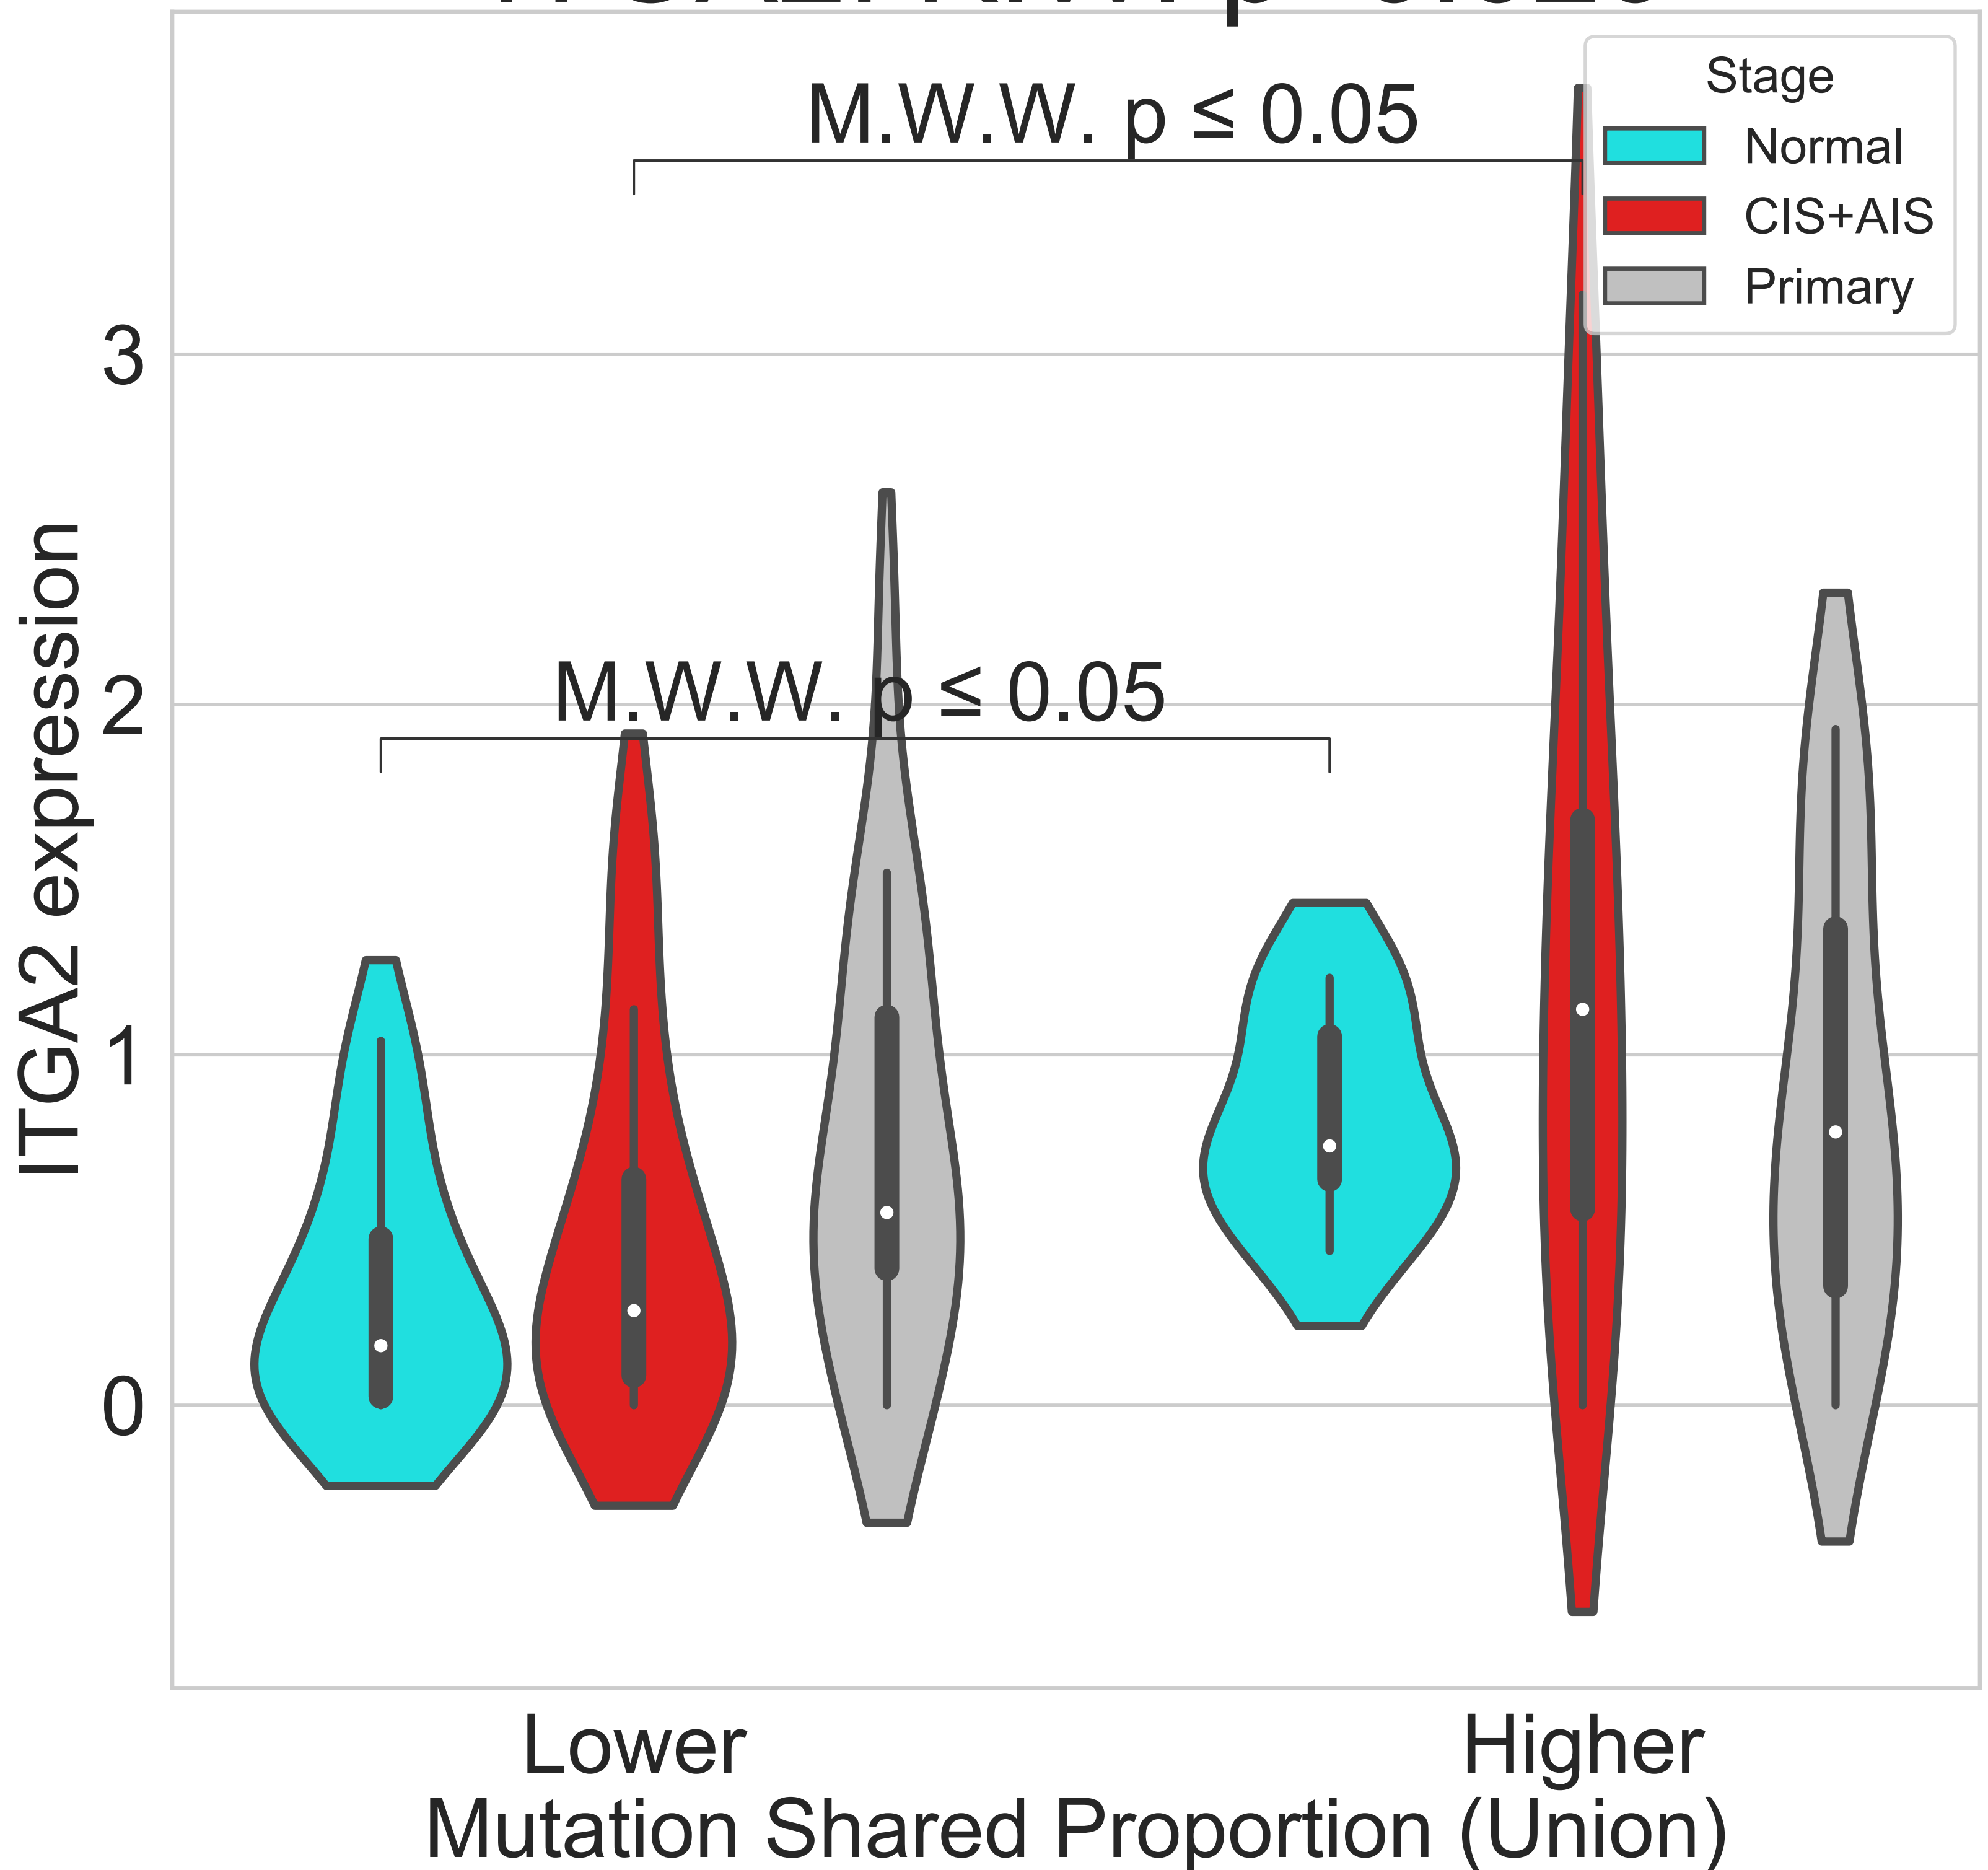 M.W.W. p ≤ 0.05
Stage
Normal
CIS+AIS
Primary
3
M.W.W. p ≤ 0.05
2
1
0
ITGA2 expression
Lower
Higher
Mutation Shared Proportion (Union)